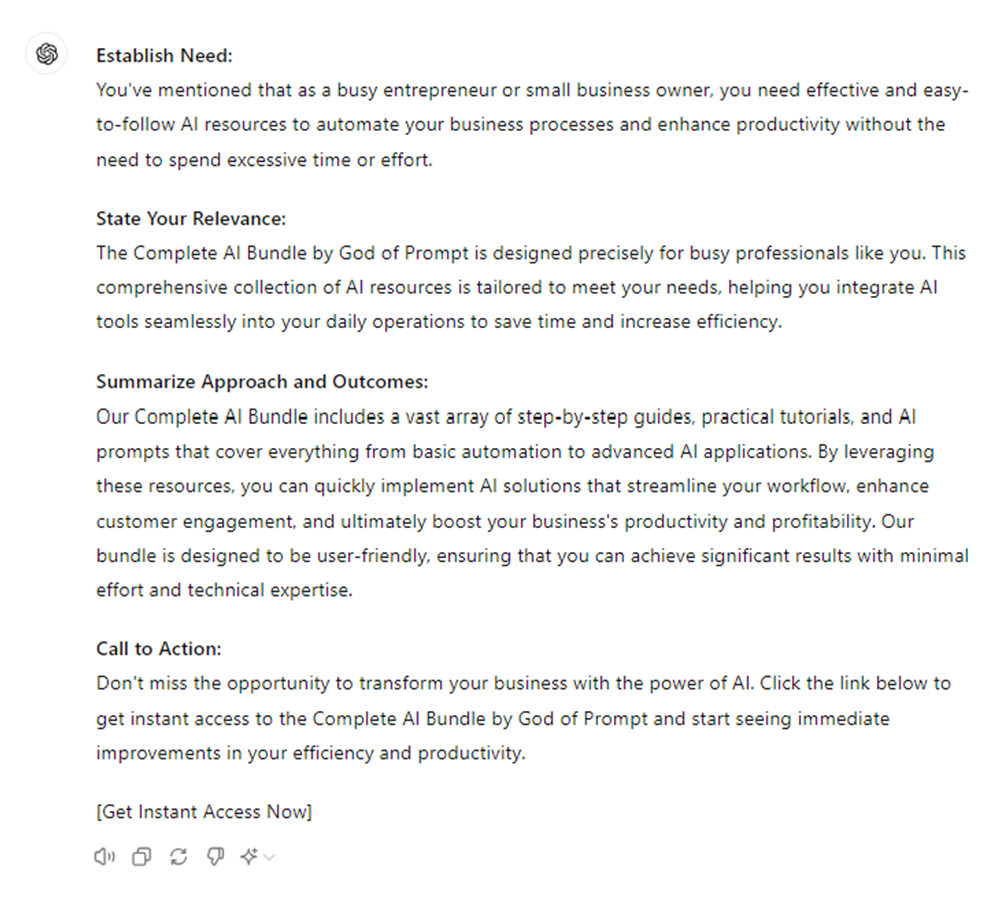 Establish Need:
You've mentioned that as a busy entrepreneur or small business owner, you need effective and easy-
to-follow AI resources to automate your business processes and enhance productivity without the
need to spend excessive time or effort.
State Your Relevance:
The Complete AI Bundle by God of Prompt is designed precisely for busy professionals like you. This
comprehensive collection of AI resources is tailored to meet your needs, helping you integrate AI
tools seamlessly into your daily operations to save time and increase efficiency.
Summarize Approach and Outcomes:
Our Complete AI Bundle includes a vast array of step-by-step guides, practical tutorials, and AI
prompts that cover everything from basic automation to advanced AI applications. By leveraging
these resources, you can quickly implement AI solutions that streamline your workflow, enhance
customer engagement, and ultimately boost your business's productivity and profitability. Our
bundle is designed to be user-friendly, ensuring that you can achieve significant results with minimal
effort and technical expertise.
Call to Action:
Don't miss the opportunity to transform your business with the power of AI. Click the link below to
get instant access to the Complete AI Bundle by God of Prompt and start seeing immediate
improvements in your efficiency and productivity.
[Get Instant Access Now]